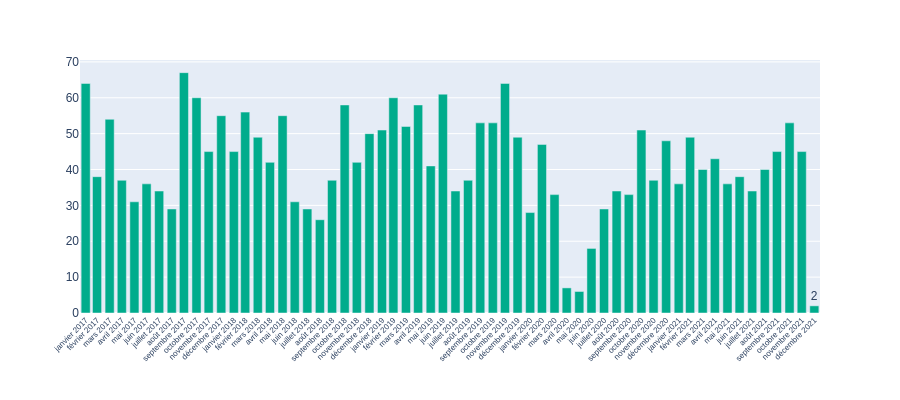 70
60
50
40
30
20
10
0
2
janvier 2017
février 2017
mars 2017
avril 2017
mai 2017
juin 2017
juillet 2017
août 2017
septembre 2017
octobre 2017
novembre 2017
décembre 2017
janvier 2018
février 2018
mars 2018
avril 2018
mai 2018
juin 2018
juillet 2018
août 2018
septembre 2018
octobre 2018
novembre 2018
décembre 2018
janvier 2019
février 2019
mars 2019
avril 2019
mai 2019
juin 2019
juillet 2019
août 2019
septembre 2019
octobre 2019
novembre 2019
décembre 2019
janvier 2020
février 2020
mars 2020
avril 2020
mai 2020
juin 2020
juillet 2020
août 2020
septembre 2020
octobre 2020
novembre 2020
décembre 2020
janvier 2021
février 2021
mars 2021
avril 2021
mai 2021
juin 2021
juillet 2021
août 2021
septembre 2021
octobre 2021
novembre 2021
décembre 2021